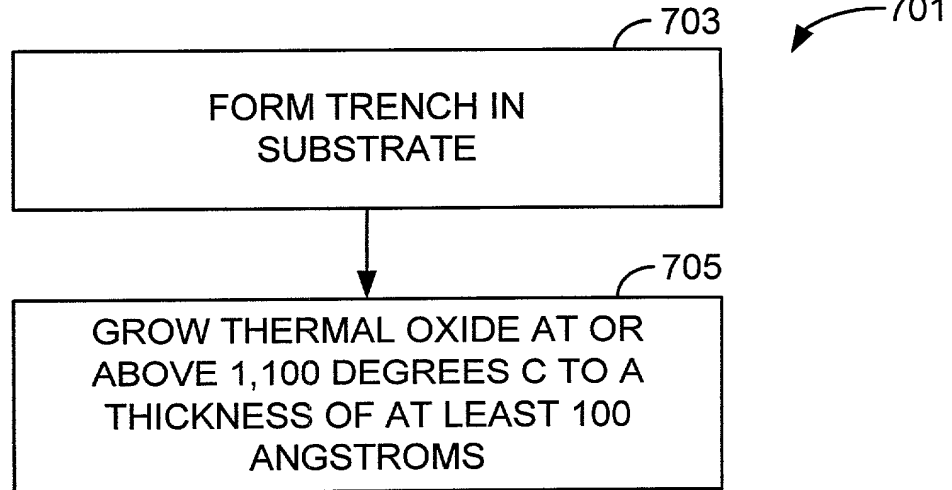 701
703
FORM TRENCH IN
SUBSTRATE
705
GROW THERMAL OXIDE AT OR
ABOVE 1,100 DEGREES C TO A
THICKNESS OF AT LEAST 100
ANGSTROMS